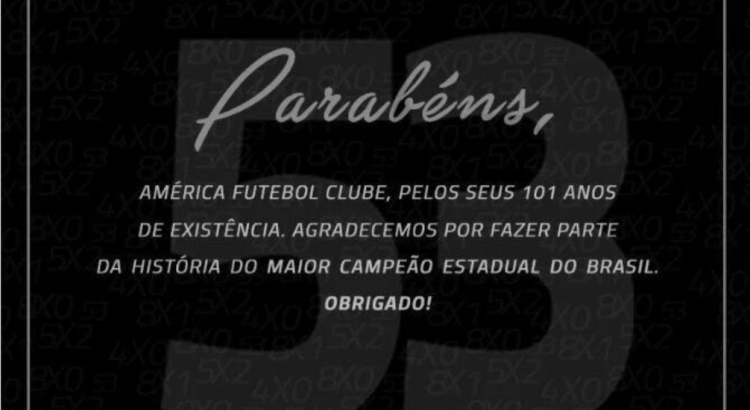 Parabéns,
AMÉRICA FUTEBOL CLUBE, PELOS SEUS 101 ANOS
DE EXISTÊNCIA. AGRADECEMOS POR FAZER PARTE
DA HISTÓRIA DO MAIOR CAMPEÃO ESTADUAL DO BRASIL.
OBRIGADO!
53